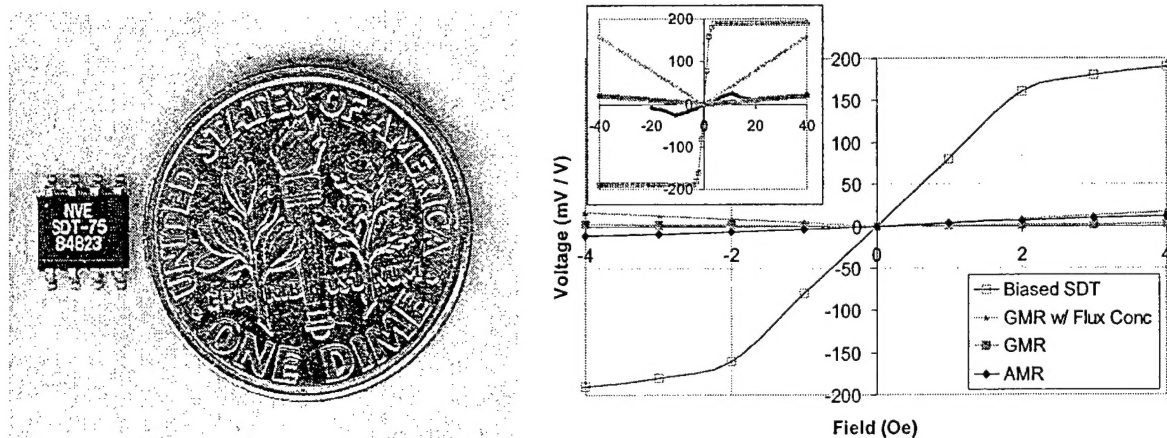 NVE
SDT-75
84823
UNITED STATES OF AMERICA
E PLURIBUS UNUM
ONE DIME
200
100
0
-100
-200
-40
-20
0
20
40
200
150
100
50
0
-50
-100
-150
-200
-4
-2
0
2
4
Voltage (mV / V)
Field (Oe)
Biased SDT
GMR w/ Flux Conc
GMR
AMR